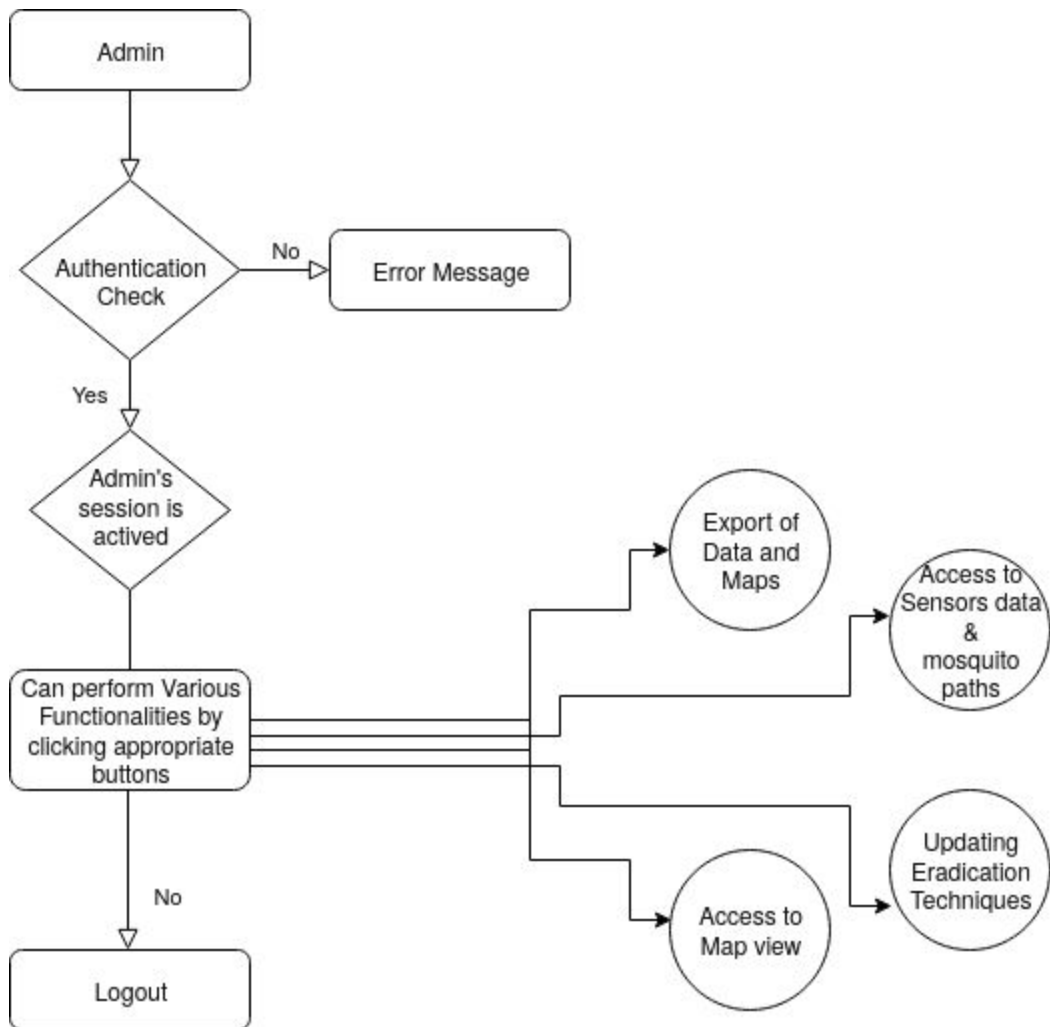 Admin
Authentication
Check
No
Error Message
Yes
Admin's
session is
actived
Can perform Various
Functionalities by
clicking appropriate
buttons
Export of
Data and
Maps
Access to
Sensors data
&
mosquito
paths
Updating
Eradication
Techniques
Access to
Map view
No
Logout